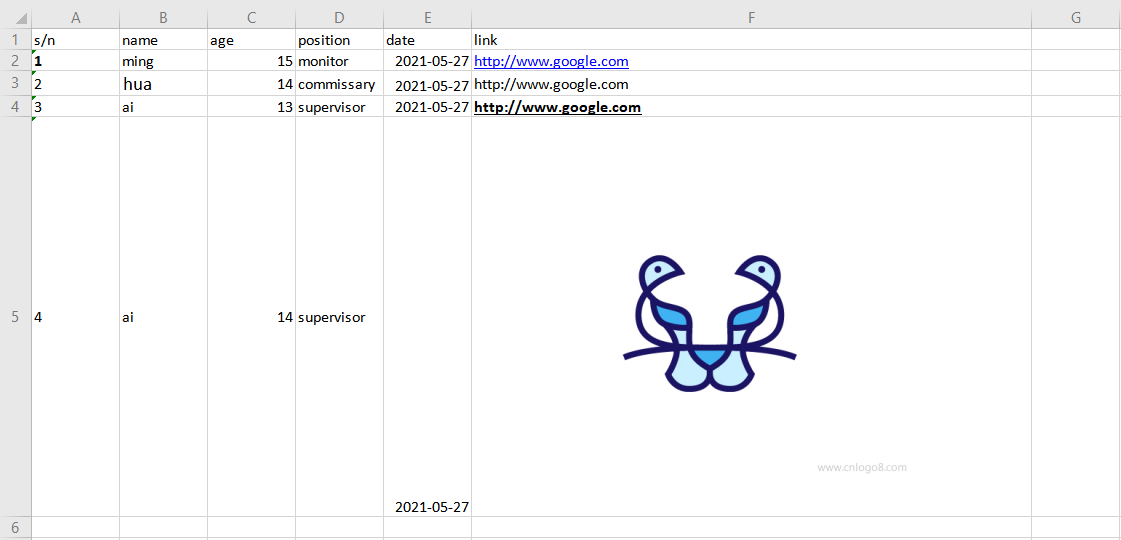 A B C D E F G
1 s/n name age position date link
2 1 ming 15 monitor 2021-05-27 http://www.google.com
3 2 hua 14 commissary 2021-05-27 http://www.google.com
4 3 ai 13 supervisor 2021-05-27 http://www.google.com
5 4 ai 14 supervisor
www.cnlogo8.com
2021-05-27
6